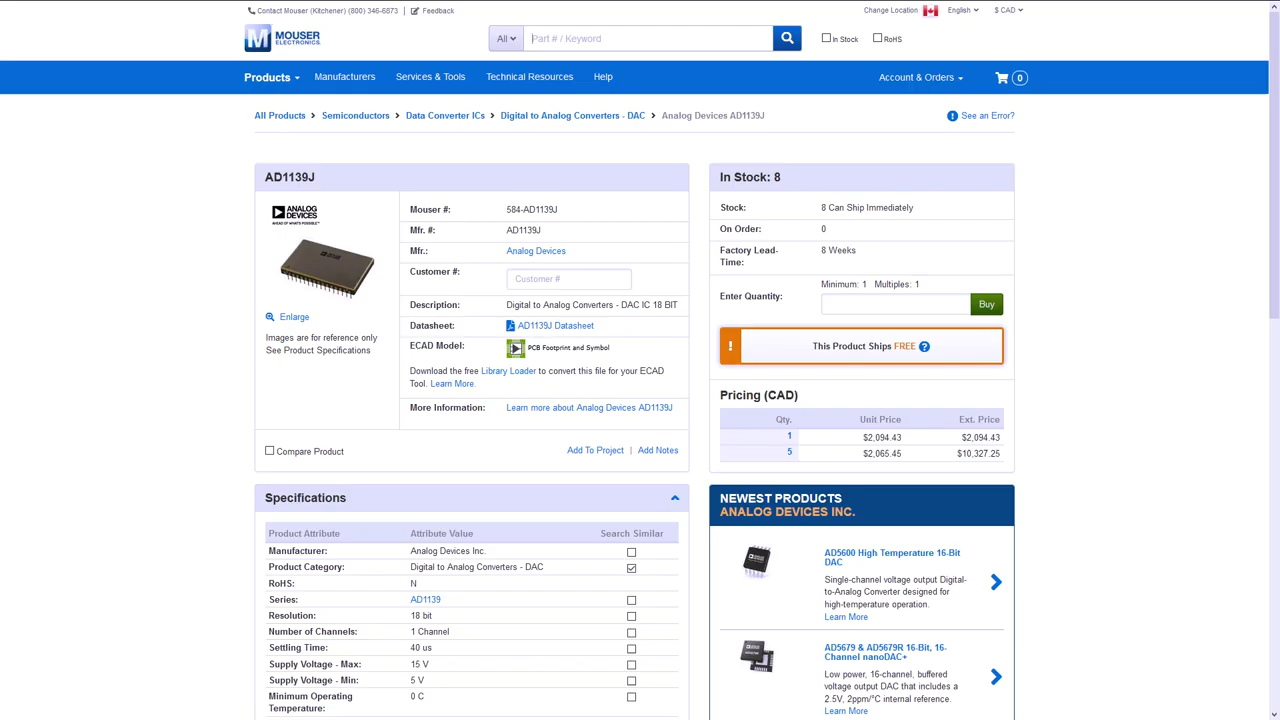 Contact Mouser (Kitchener) (800) 346-6873 | Feedback
Change Location English $ CAD
MOUSER ELECTRONICS
All Part # / Keyword In Stock RoHS
Products Manufacturers Services & Tools Technical Resources Help Account & Orders 0
All Products > Semiconductors > Data Converter ICs > Digital to Analog Converters - DAC > Analog Devices AD1139J
See an Error?
AD1139J
ANALOG DEVICES
AHEAD OF WHAT'S POSSIBLE™
Enlarge
Images are for reference only
See Product Specifications
Mouser #: 584-AD1139J
Mfr. #: AD1139J
Mfr.: Analog Devices
Customer #: Customer #
Description: Digital to Analog Converters - DAC IC 18 BIT
Datasheet: AD1139J Datasheet
ECAD Model: PCB Footprint and Symbol
Download the free Library Loader to convert this file for your ECAD
Tool. Learn More.
More Information: Learn more about Analog Devices AD1139J
Compare Product Add To Project | Add Notes
In Stock: 8
Stock: 8 Can Ship Immediately
On Order: 0
Factory Lead-Time: 8 Weeks
Minimum: 1 Multiples: 1
Enter Quantity: Buy
! This Product Ships FREE ?
Pricing (CAD)
Qty. Unit Price Ext. Price
1 $2,094.43 $2,094.43
5 $2,065.45 $10,327.25
Specifications
Product Attribute Attribute Value Search Similar
Manufacturer: Analog Devices Inc.
Product Category: Digital to Analog Converters - DAC
RoHS: N
Series: AD1139
Resolution: 18 bit
Number of Channels: 1 Channel
Settling Time: 40 us
Supply Voltage - Max: 15 V
Supply Voltage - Min: 5 V
Minimum Operating Temperature: 0 C
NEWEST PRODUCTS
ANALOG DEVICES INC.
AD5600 High Temperature 16-Bit
DAC
Single-channel voltage output Digital-
to-Analog Converter designed for
high-temperature operation.
Learn More
AD5679 & AD5679R 16-Bit, 16-
Channel nanoDAC+
Low power, 16-channel, buffered
voltage output DAC that includes a
2.5V, 2ppm/°C internal reference.
Learn More